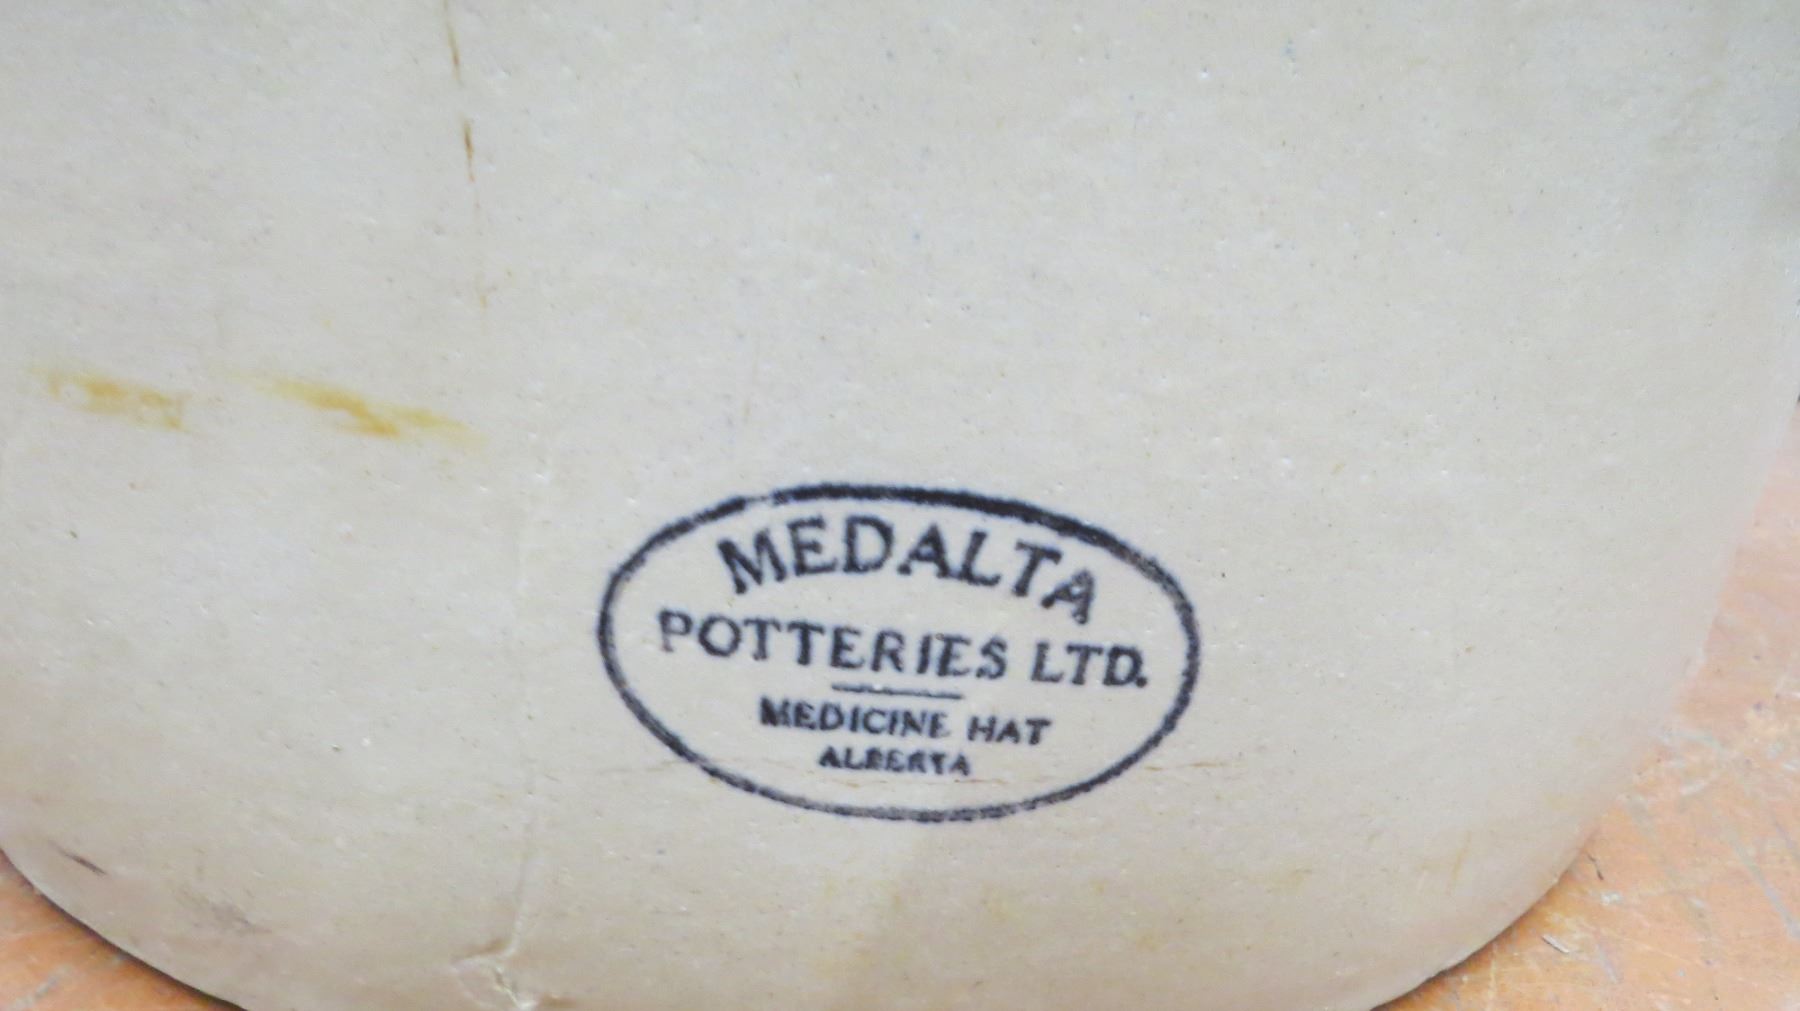 MEDALTA
POTTERIES LTD.
MEDICINE HAT
ALBERTA